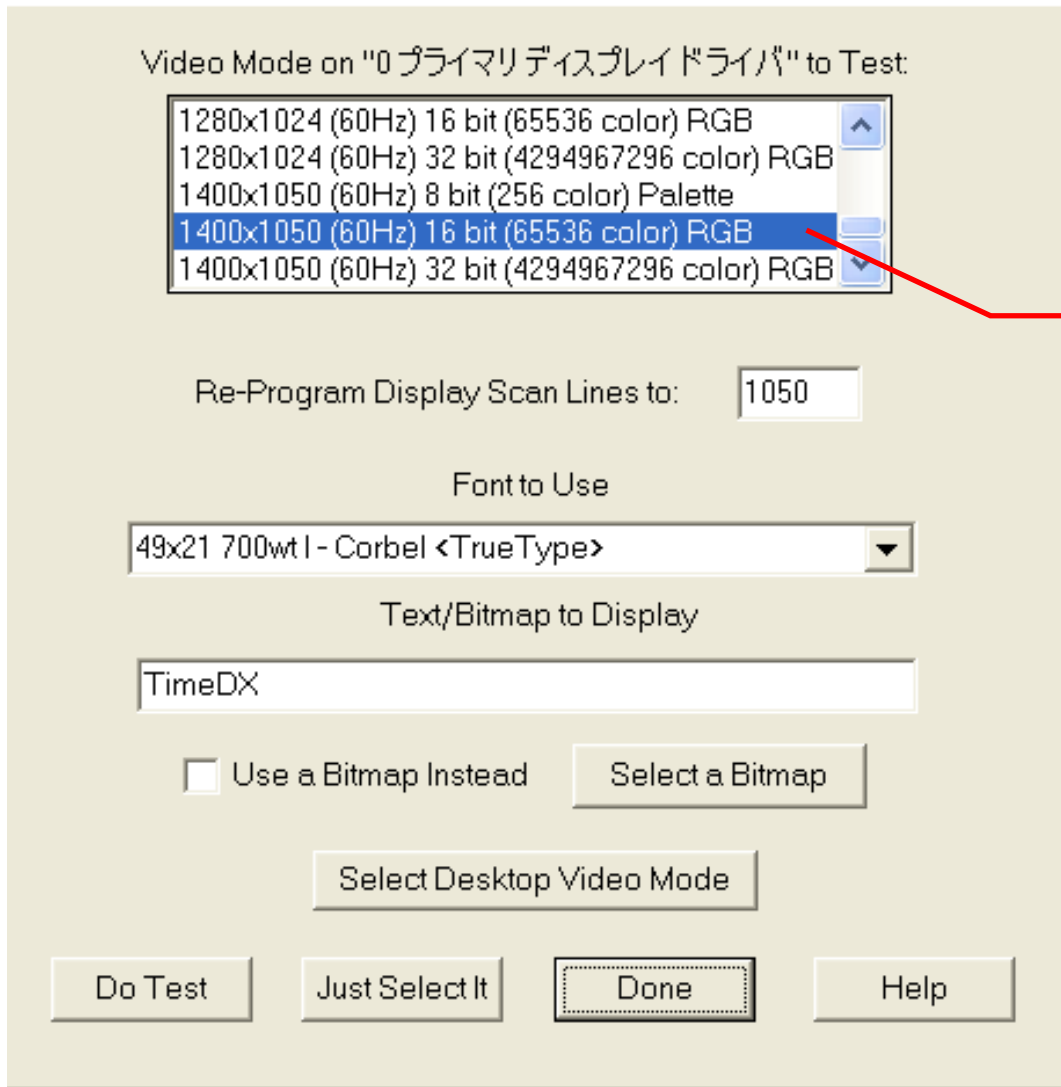 Video Mode on "0 プライマリ ディスプレイ ドライバ" to Test:
1280x1024 (60Hz) 16 bit (65536 color) RGB
1280x1024 (60Hz) 32 bit (4294967296 color) RGB
1400x1050 (60Hz) 8 bit (256 color) Palette
1400x1050 (60Hz) 16 bit (65536 color) RGB
1400x1050 (60Hz) 32 bit (4294967296 color) RGB
Re-Program Display Scan Lines to: 1050
Font to Use
49x21 700wt I - Corbel <TrueType>
Text/Bitmap to Display
TimeDX
Use a Bitmap Instead Select a Bitmap
Select Desktop Video Mode
Do Test Just Select It Done Help